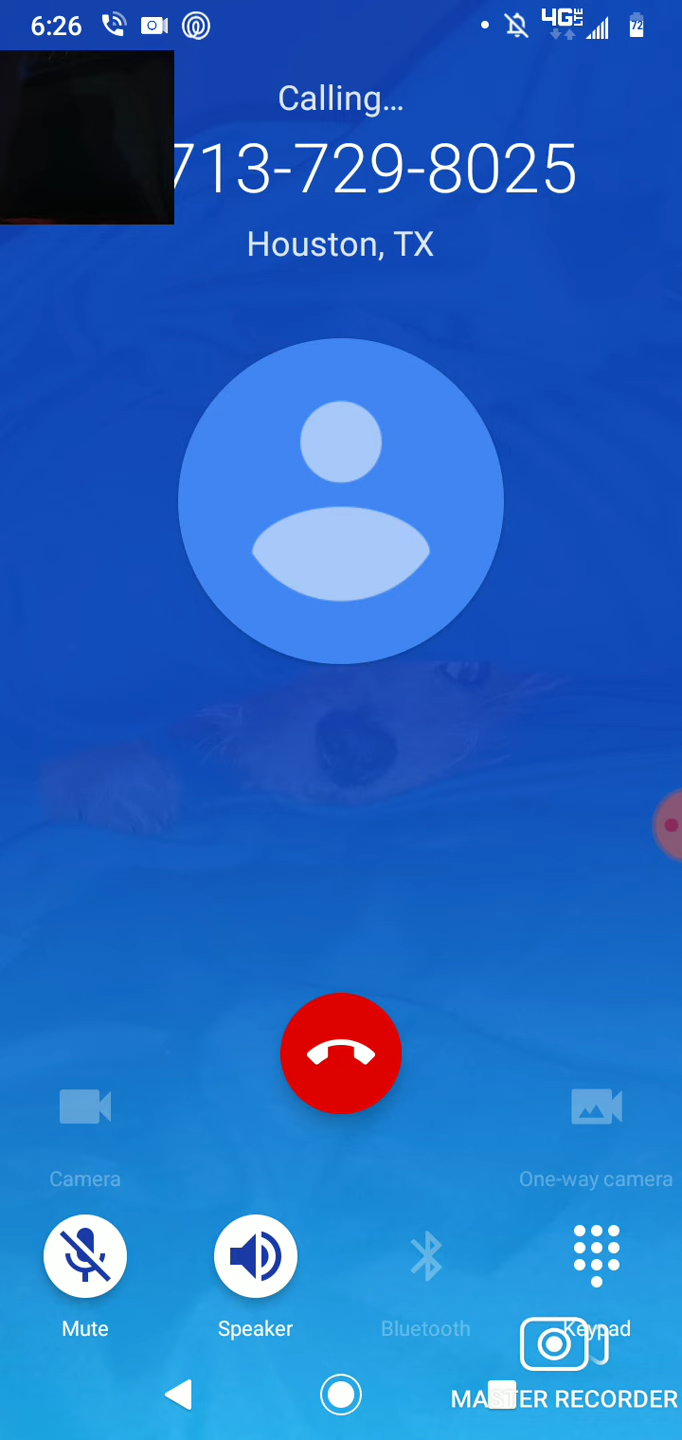 6:26
4G LTE
72
Calling…
713-729-8025
Houston, TX
Camera
One-way camera
Mute
Speaker
Bluetooth
Keypad
MASTER RECORDER